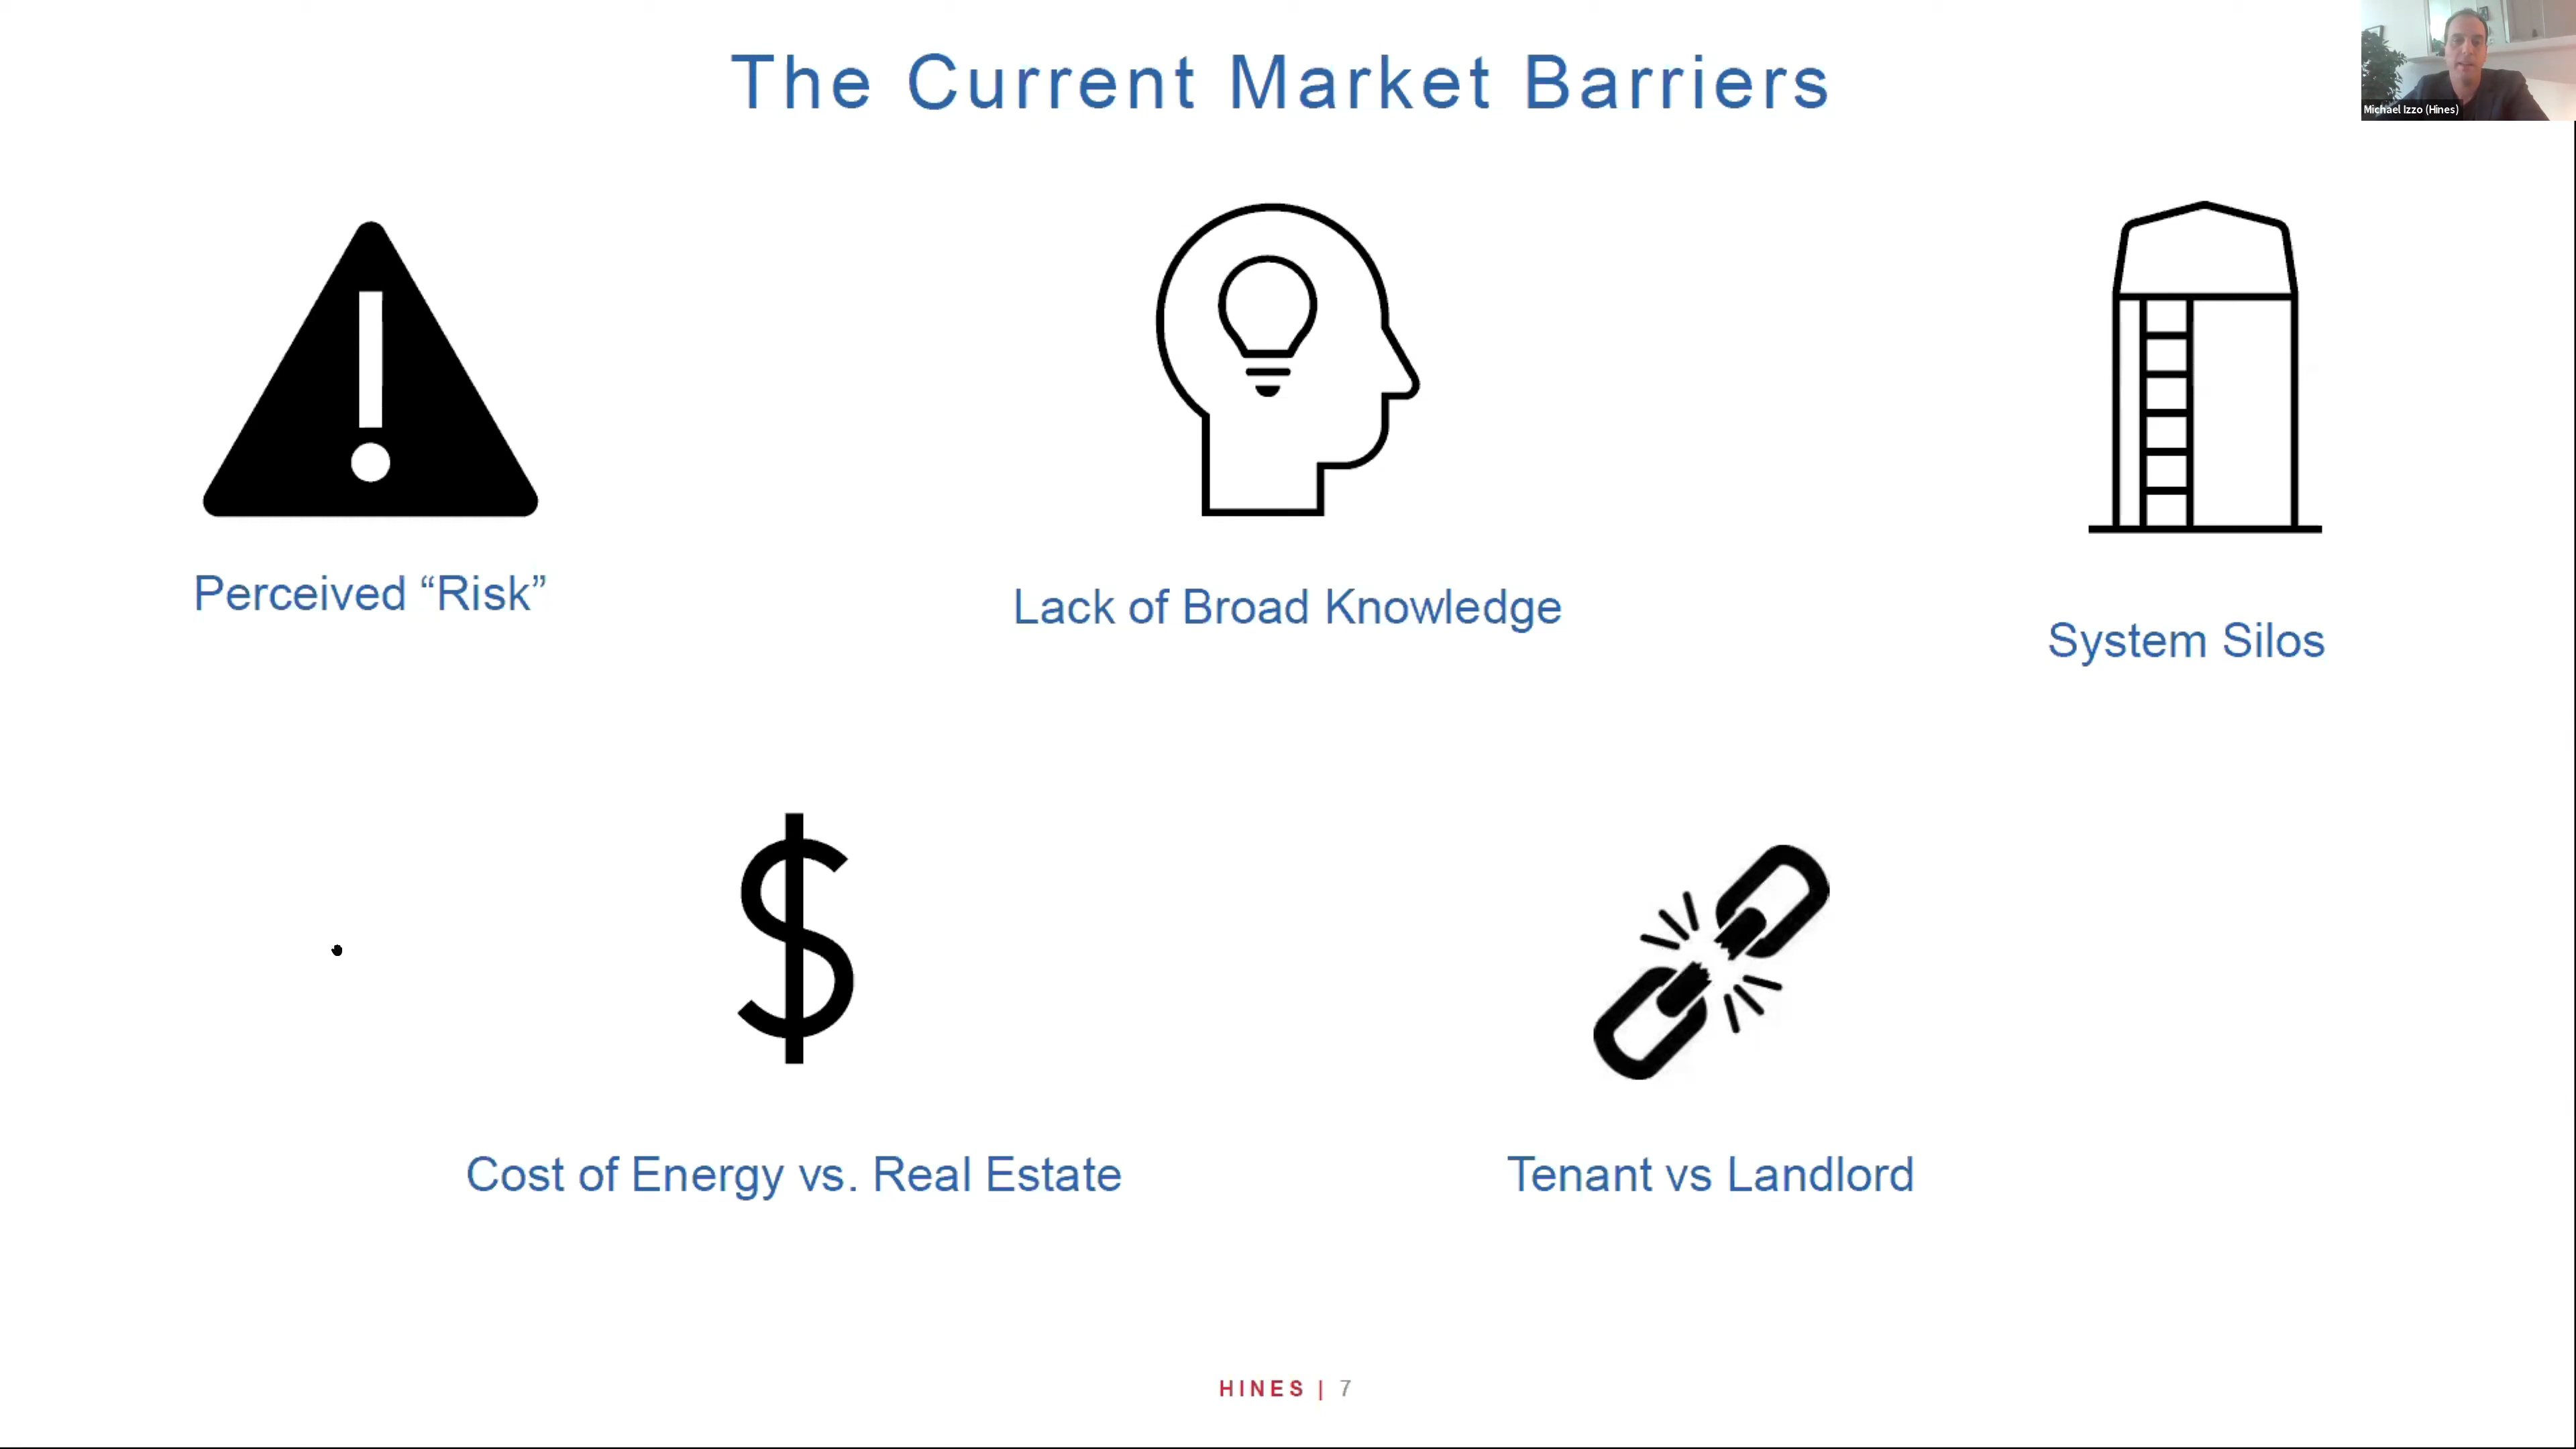 The Current Market Barriers
Michael Izzo (Hines)
Perceived “Risk”
Lack of Broad Knowledge
System Silos
Cost of Energy vs. Real Estate
Tenant vs Landlord
HINES | 7